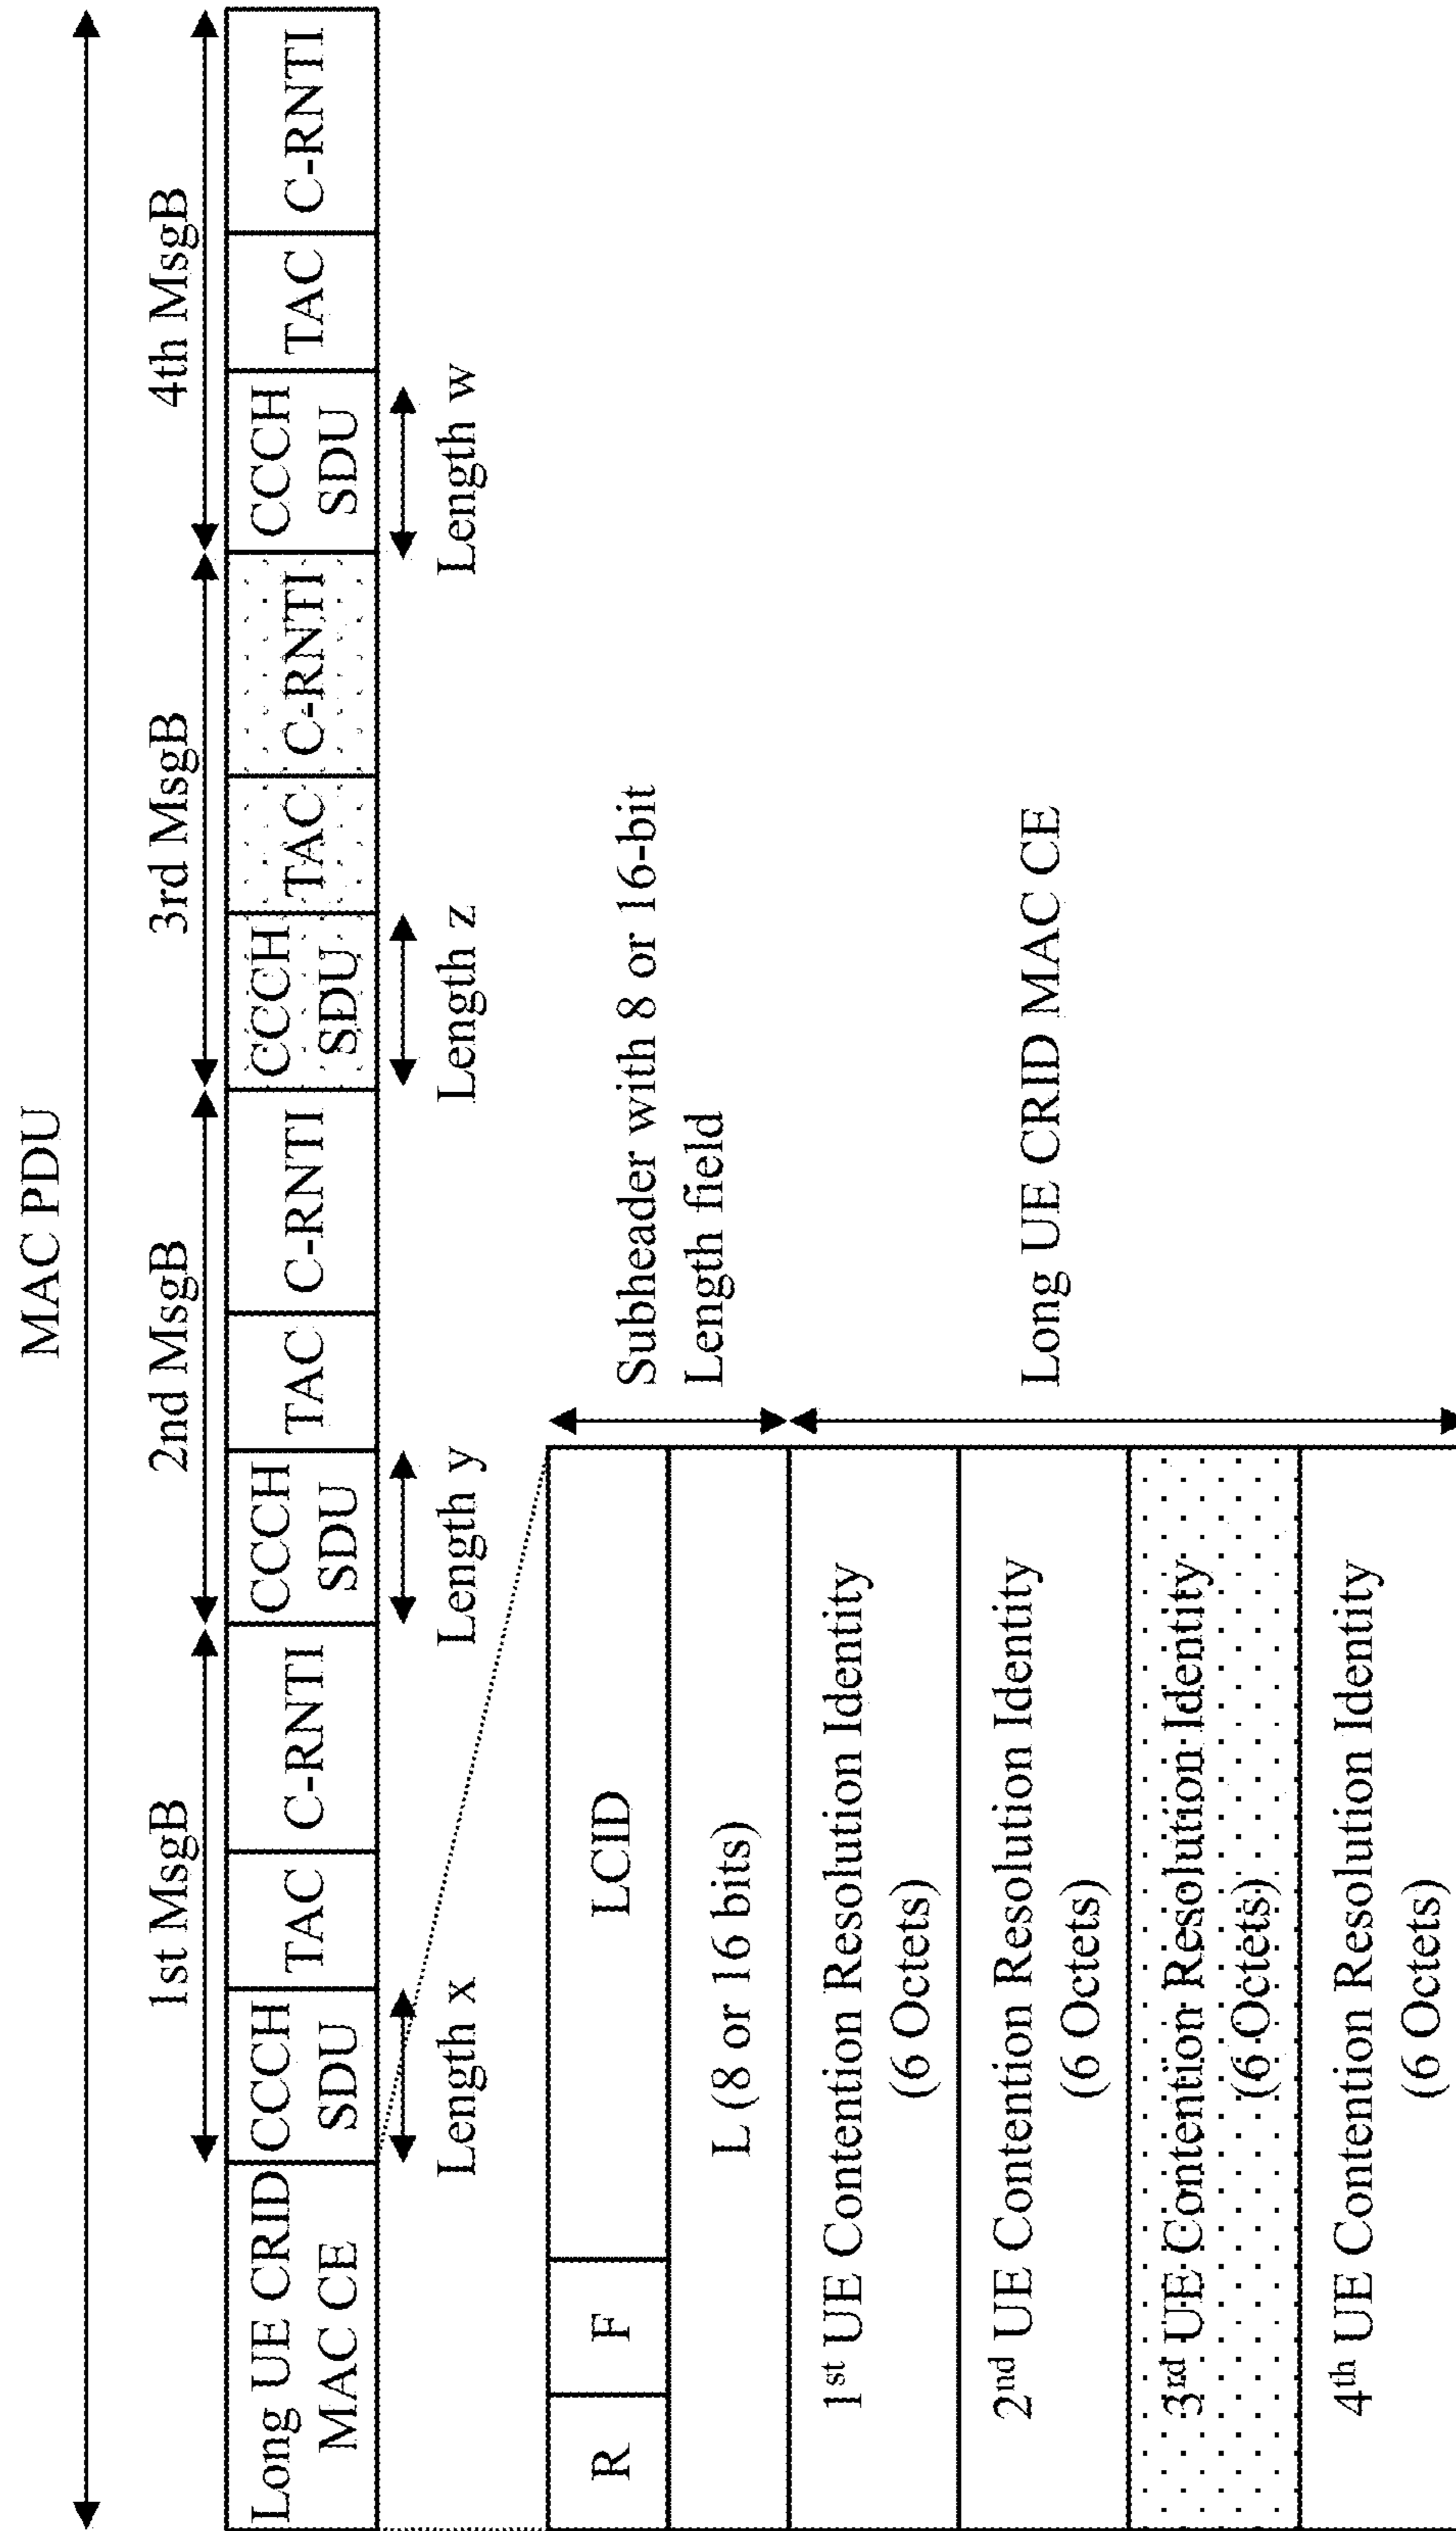 MAC PDU
1st MsgB
2nd MsgB
3rd MsgB
4th MsgB
Long UE CRID
MAC CE
CCCH
SDU
TAC
C-RNTI
CCCH
SDU
TAC
C-RNTI
CCCH
SDU
TAC
C-RNTI
CCCH
SDU
TAC
C-RNTI
Length x
Length y
Length z
Length w
R
F
LCID
L (8 or 16 bits)
Subheader with 8 or 16-bit
Length field
1st UE Contention Resolution Identity
(6 Octets)
2nd UE Contention Resolution Identity
(6 Octets)
3rd UE Contention Resolution Identity
(6 Octets)
4th UE Contention Resolution Identity
(6 Octets)
Long UE CRID MAC CE